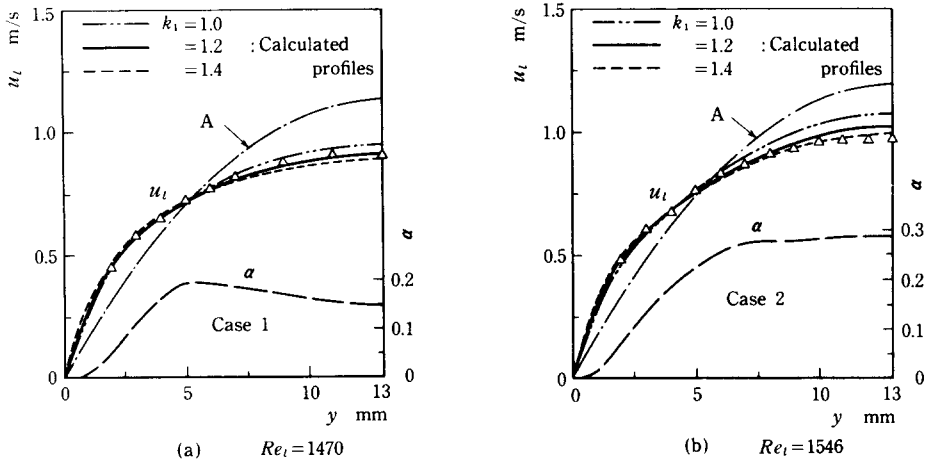 1.5
m/s
k₁ = 1.0
= 1.2 : Calculated
= 1.4 profiles
u_l
1.0
A
u_l
0.5
α
0.2
Case 1
0.1
α
0
0
0 5 10 13
y mm
(a) Re_l = 1470
1.5
m/s
k₁ = 1.0
= 1.2 : Calculated
= 1.4 profiles
u_l
1.0
A
u_l
α
0.5
α
0.3
0.2
Case 2
0.1
0
0
0 2.5 5 10 13
y mm
(b) Re_l = 1546